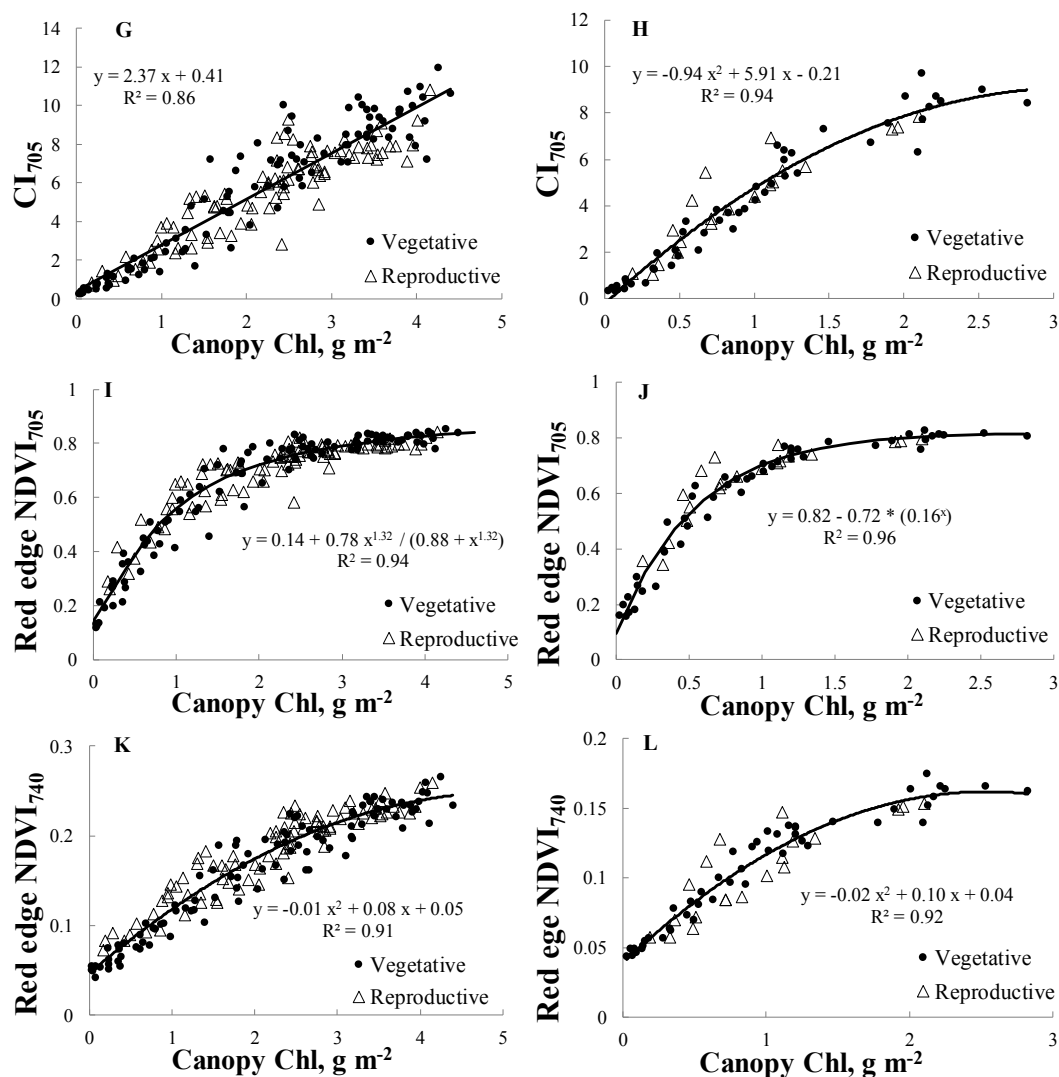 G
y = 2.37 x + 0.41
R² = 0.86
CI705
14
12
10
8
6
4
2
0
0 1 2 3 4 5
Canopy Chl, g m-2
Vegetative
Reproductive
H
y = -0.94 x² + 5.91 x - 0.21
R² = 0.94
CI705
12
10
8
6
4
2
0
0 0.5 1 1.5 2 2.5 3
Canopy Chl, g m-2
Vegetative
Reproductive
I
y = 0.14 + 0.78 x1.32 / (0.88 + x1.32)
R² = 0.94
Red edge NDVI705
1
0.8
0.6
0.4
0.2
0
0 1 2 3 4 5
Canopy Chl, g m-2
Vegetative
Reproductive
J
y = 0.82 - 0.72 * (0.16x)
R² = 0.96
Red edge NDVI705
1
0.8
0.6
0.4
0.2
0
0 0.5 1 1.5 2 2.5 3
Canopy Chl, g m-2
Vegetative
Reproductive
K
y = -0.01 x² + 0.08 x + 0.05
R² = 0.91
Red edge NDVI740
0.3
0.2
0.1
0
0 1 2 3 4 5
Canopy Chl, g m-2
Vegetative
Reproductive
L
y = -0.02 x² + 0.10 x + 0.04
R² = 0.92
Red ege NDVI740
0.2
0.15
0.1
0.05
0
0 1 2 3
Canopy Chl, g m-2
Vegetative
Reproductive